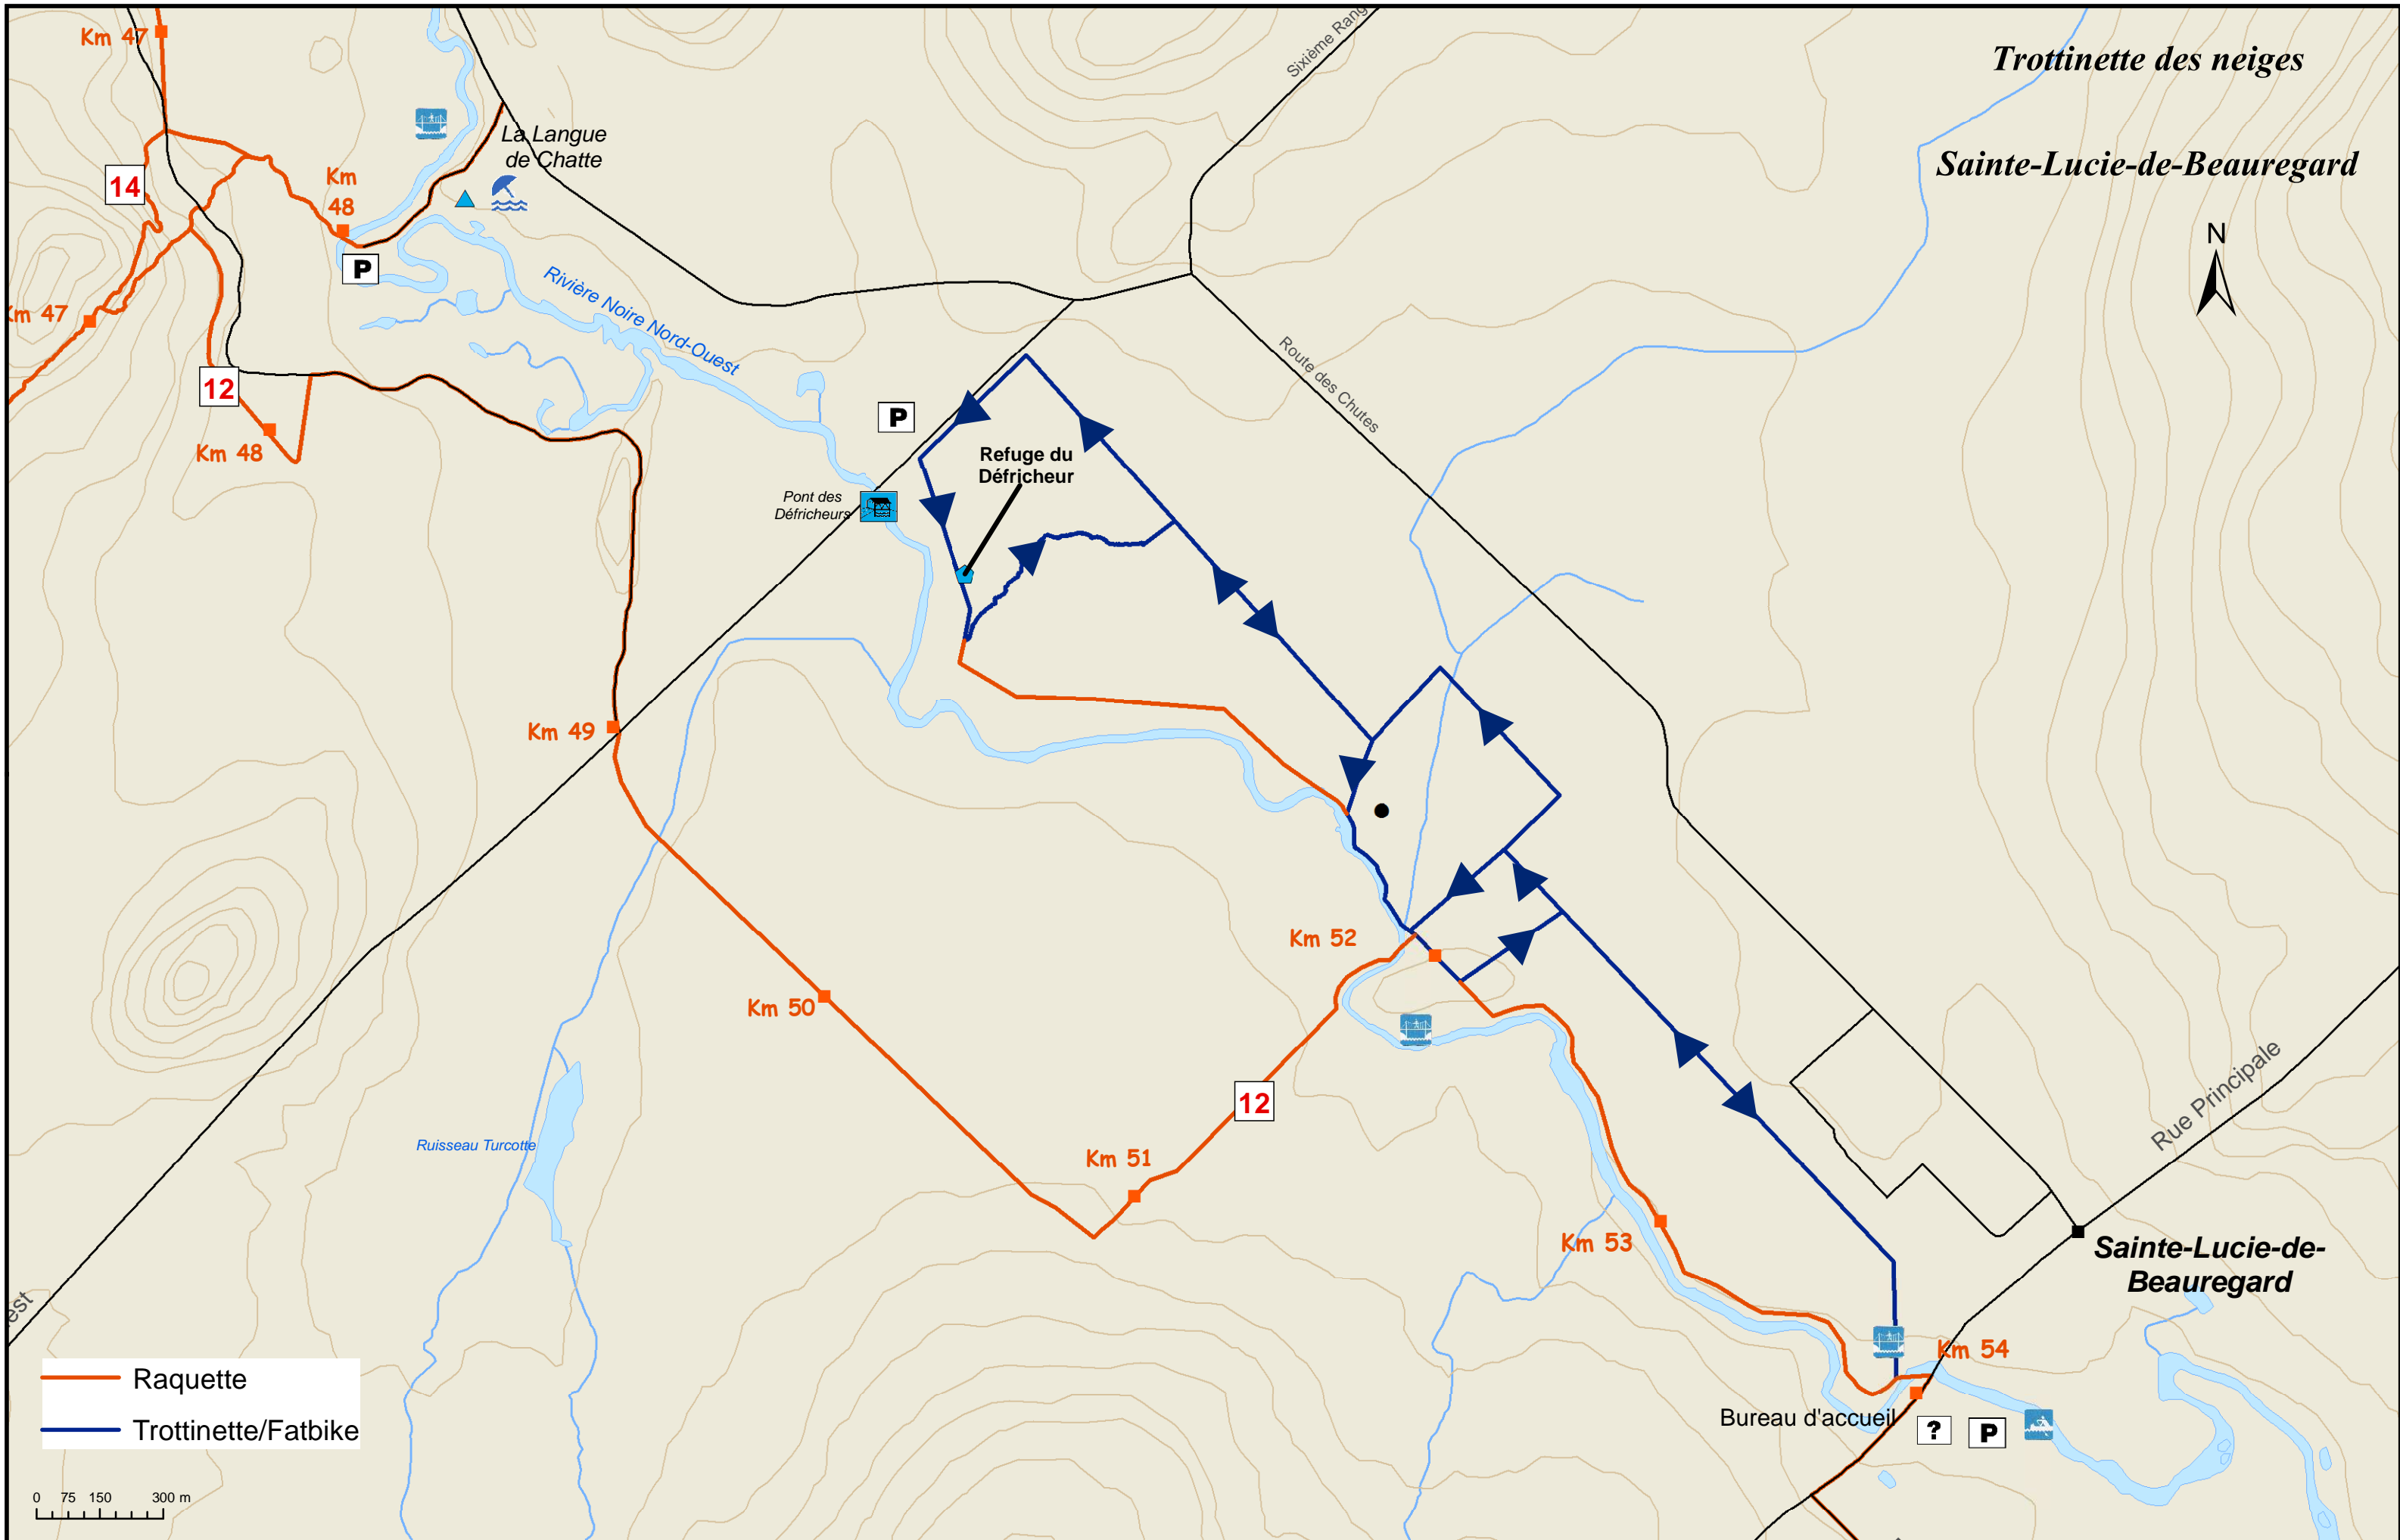 Km 47
Sixième Rang
Trottinette des neiges
Sainte-Lucie-de-Beauregard
La Langue
de Chatte
14
Km
48
N
P
Rivière Noire Nord-Ouest
Km 47
Route des Chutes
12
P
Km 48
Refuge du
Défricheur
Pont des
Défricheurs
Km 49
Km 52
Km 50
12
Rue Principale
Ruisseau Turcotte
Km 51
Km 53
Sainte-Lucie-de-
Beauregard
est
Km 54
Raquette
Trottinette/Fatbike
Bureau d'accueil
?
P
0 75 150 300 m